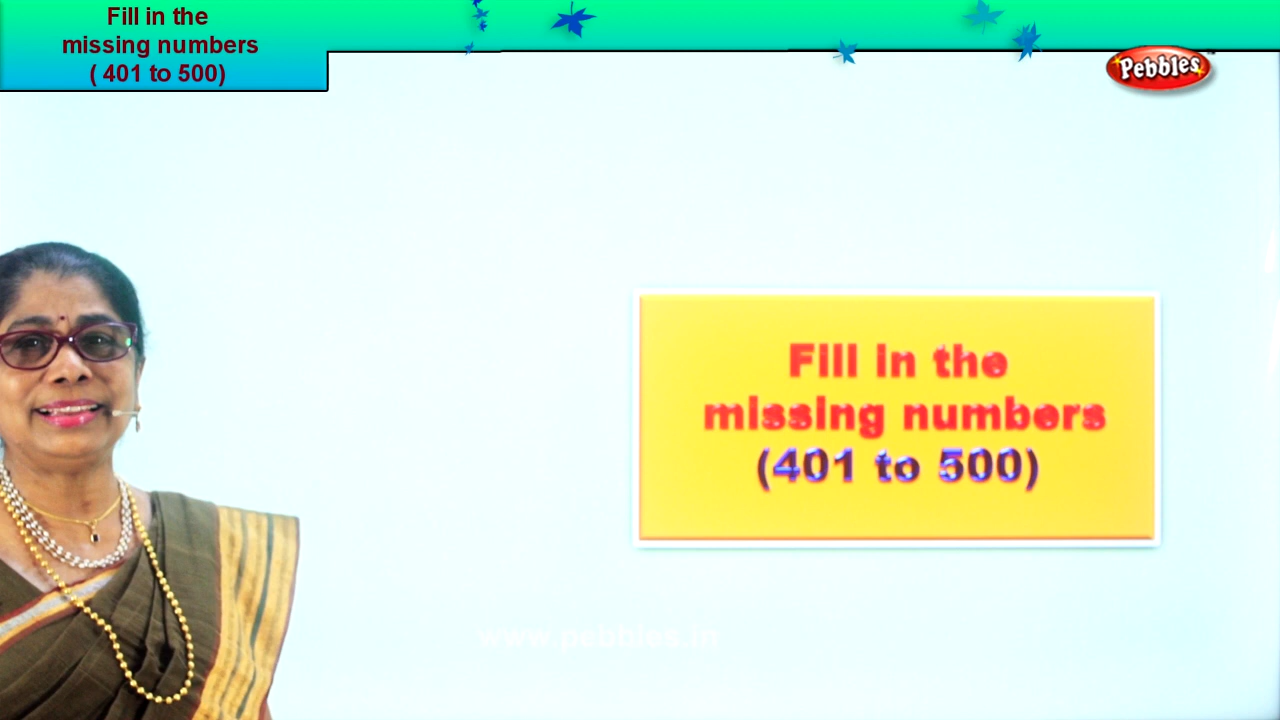 Fill in the
missing numbers
( 401 to 500)
Pebbles
Fill in the
missing numbers
(401 to 500)
www.pebbles.in